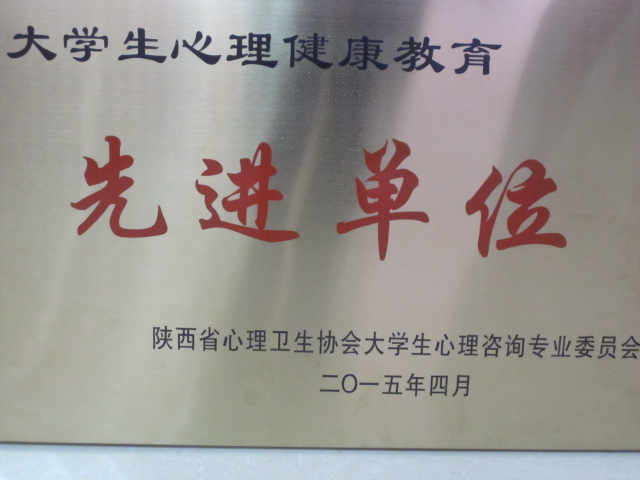 大学生心理健康教育
先进单位
陕西省心理卫生协会大学生心理咨询专业委员会
二〇一五年四月